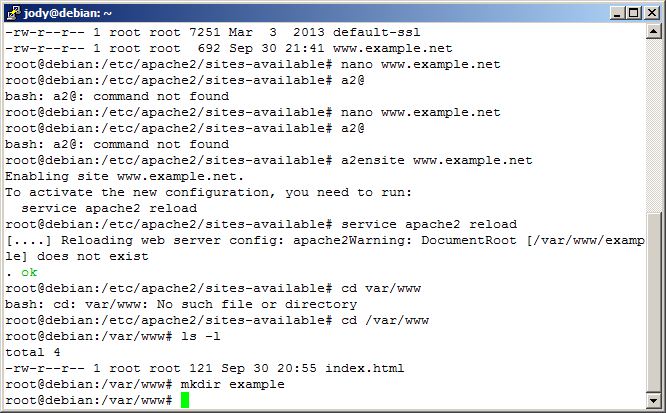 jody@debian: ~
-rw-r--r-- 1 root root 7251 Mar  3  2013 default-ssl
-rw-r--r-- 1 root root  692 Sep 30 21:41 www.example.net
root@debian:/etc/apache2/sites-available# nano www.example.net
root@debian:/etc/apache2/sites-available# a2@
bash: a2@: command not found
root@debian:/etc/apache2/sites-available# nano www.example.net
root@debian:/etc/apache2/sites-available# a2@
bash: a2@: command not found
root@debian:/etc/apache2/sites-available# a2ensite www.example.net
Enabling site www.example.net.
To activate the new configuration, you need to run:
  service apache2 reload
root@debian:/etc/apache2/sites-available# service apache2 reload
[....] Reloading web server config: apache2Warning: DocumentRoot [/var/www/examp
le] does not exist
. ok
root@debian:/etc/apache2/sites-available# cd var/www
bash: cd: var/www: No such file or directory
root@debian:/etc/apache2/sites-available# cd /var/www
root@debian:/var/www# ls -l
total 4
-rw-r--r-- 1 root root 121 Sep 30 20:55 index.html
root@debian:/var/www# mkdir example
root@debian:/var/www#